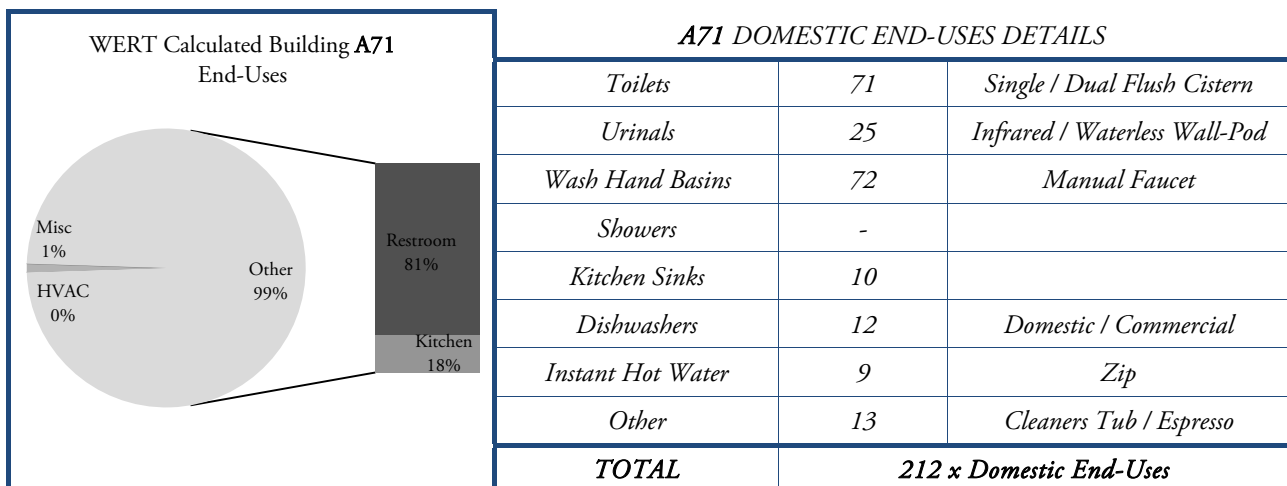 WERT Calculated Building A71
End-Uses
Misc
1%
HVAC
0%
Other
99%
Restroom
81%
Kitchen
18%
A71 DOMESTIC END-USES DETAILS
Toilets 71 Single / Dual Flush Cistern
Urinals 25 Infrared / Waterless Wall-Pod
Wash Hand Basins 72 Manual Faucet
Showers -
Kitchen Sinks 10
Dishwashers 12 Domestic / Commercial
Instant Hot Water 9 Zip
Other 13 Cleaners Tub / Espresso
TOTAL 212 x Domestic End-Uses